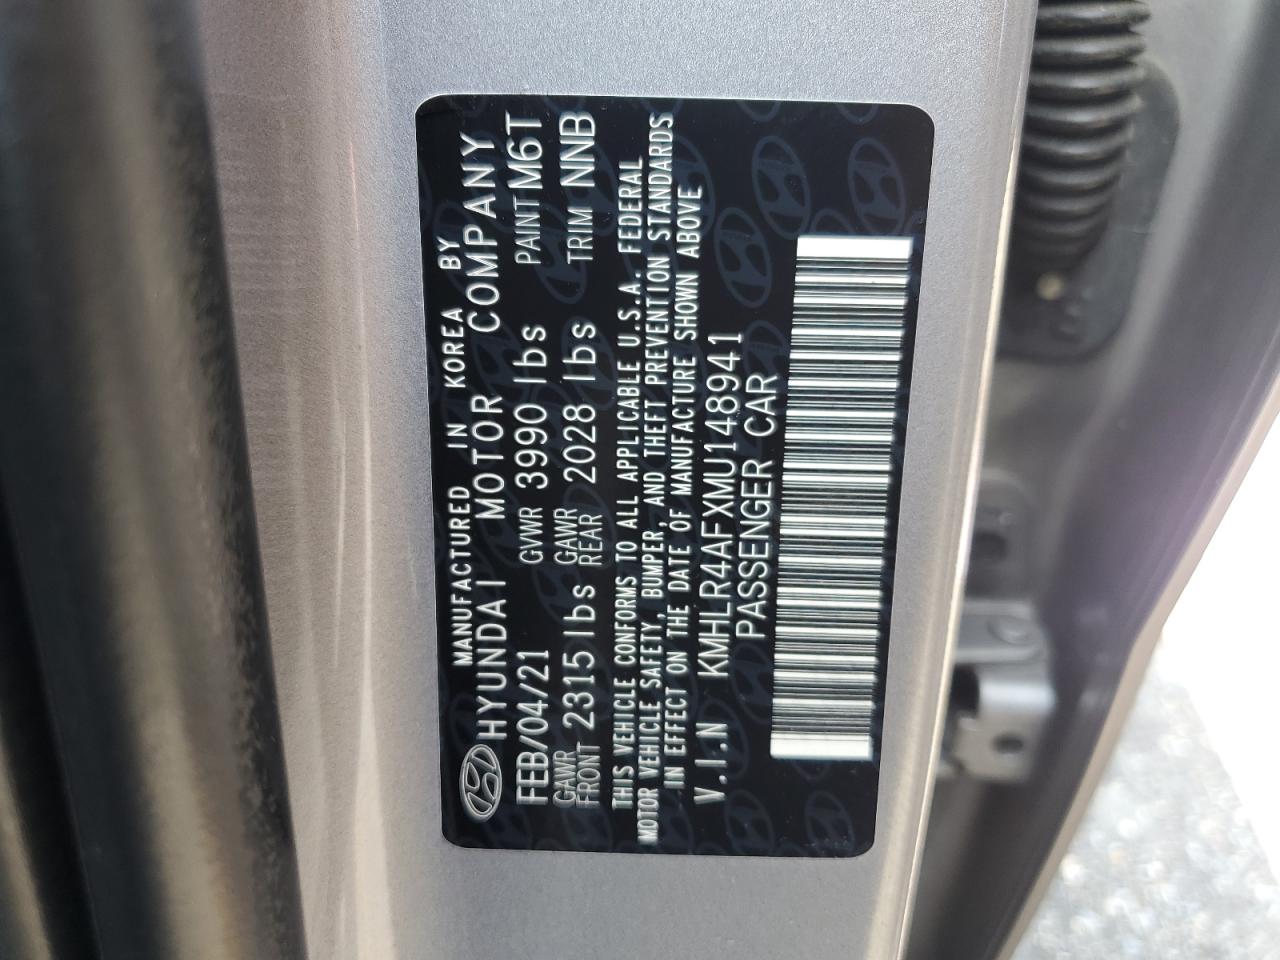 MANUFACTURED IN KOREA BY
HYUNDAI MOTOR COMPANY
FEB/04/21 GVWR 3990 lbs PAINT M6T
GAWR FRONT 2315 lbs GAWR REAR 2028 lbs TRIM NNB
THIS VEHICLE CONFORMS TO ALL APPLICABLE U.S.A. FEDERAL
MOTOR VEHICLE SAFETY, BUMPER, AND THEFT PREVENTION STANDARDS
IN EFFECT ON THE DATE OF MANUFACTURE SHOWN ABOVE
V.I.N KMHLR4AFXMU148941
PASSENGER CAR